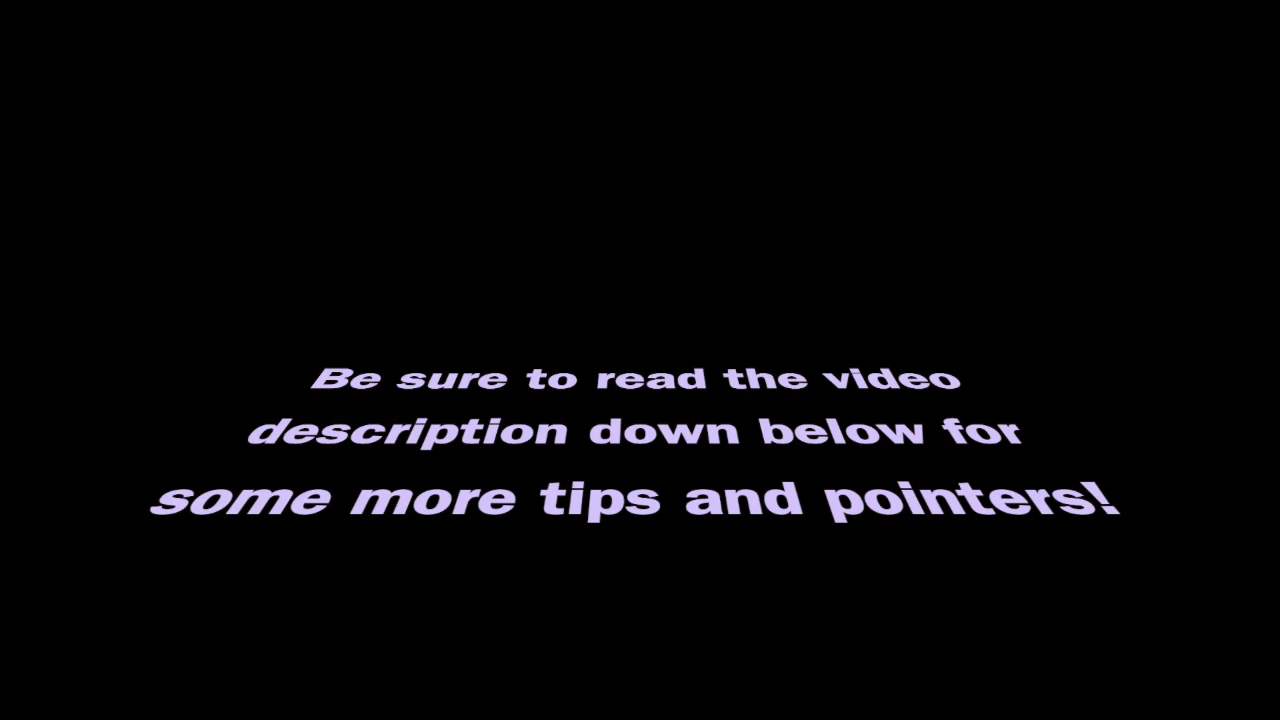 Be sure to read the video
description down below for
some more tips and pointers!